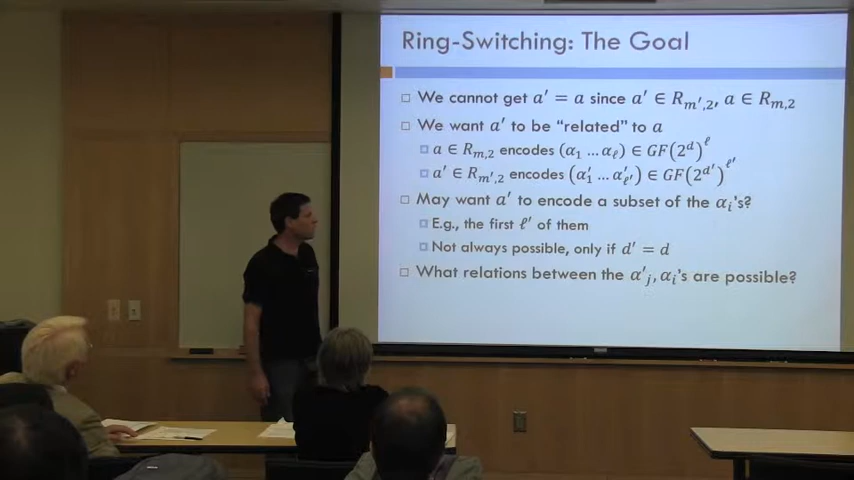 Ring-Switching: The Goal
We cannot get a′ = a since a′ ∈ R_{m′,2}, a ∈ R_{m,2}
We want a′ to be “related” to a
a ∈ R_{m,2} encodes (α_1 … α_ℓ) ∈ GF(2^d)^ℓ
a′ ∈ R_{m′,2} encodes (α′_1 … α′_{ℓ′}) ∈ GF(2^{d′})^{ℓ′}
May want a′ to encode a subset of the α_i's?
E.g., the first ℓ′ of them
Not always possible, only if d′ = d
What relations between the α′_j, α_i's are possible?